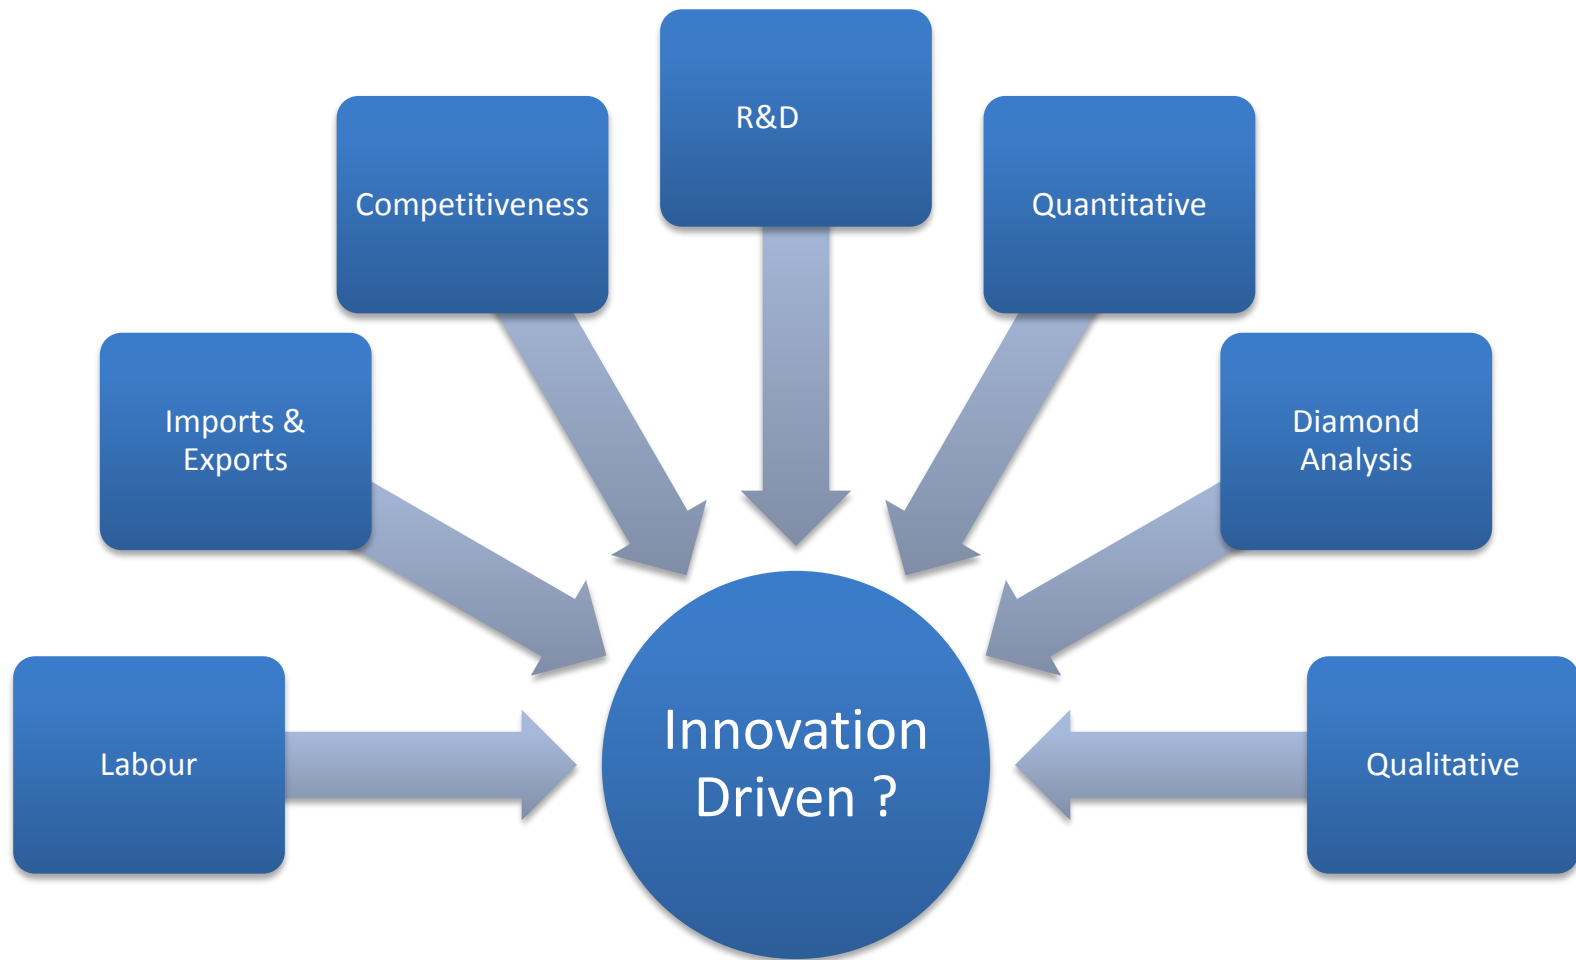 R&D
Competitiveness
Quantitative
Imports &
Exports
Diamond
Analysis
Labour
Innovation
Driven ?
Qualitative